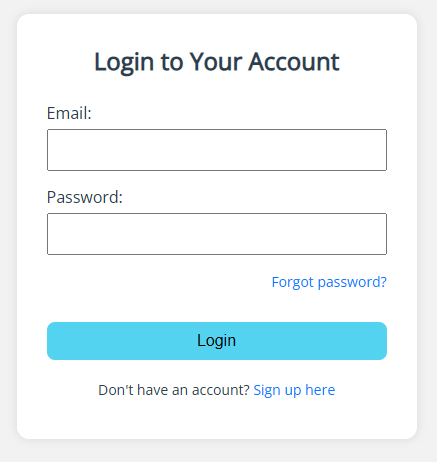 Login to Your Account
Email:
Password:
Forgot password?
Login
Don't have an account? Sign up here